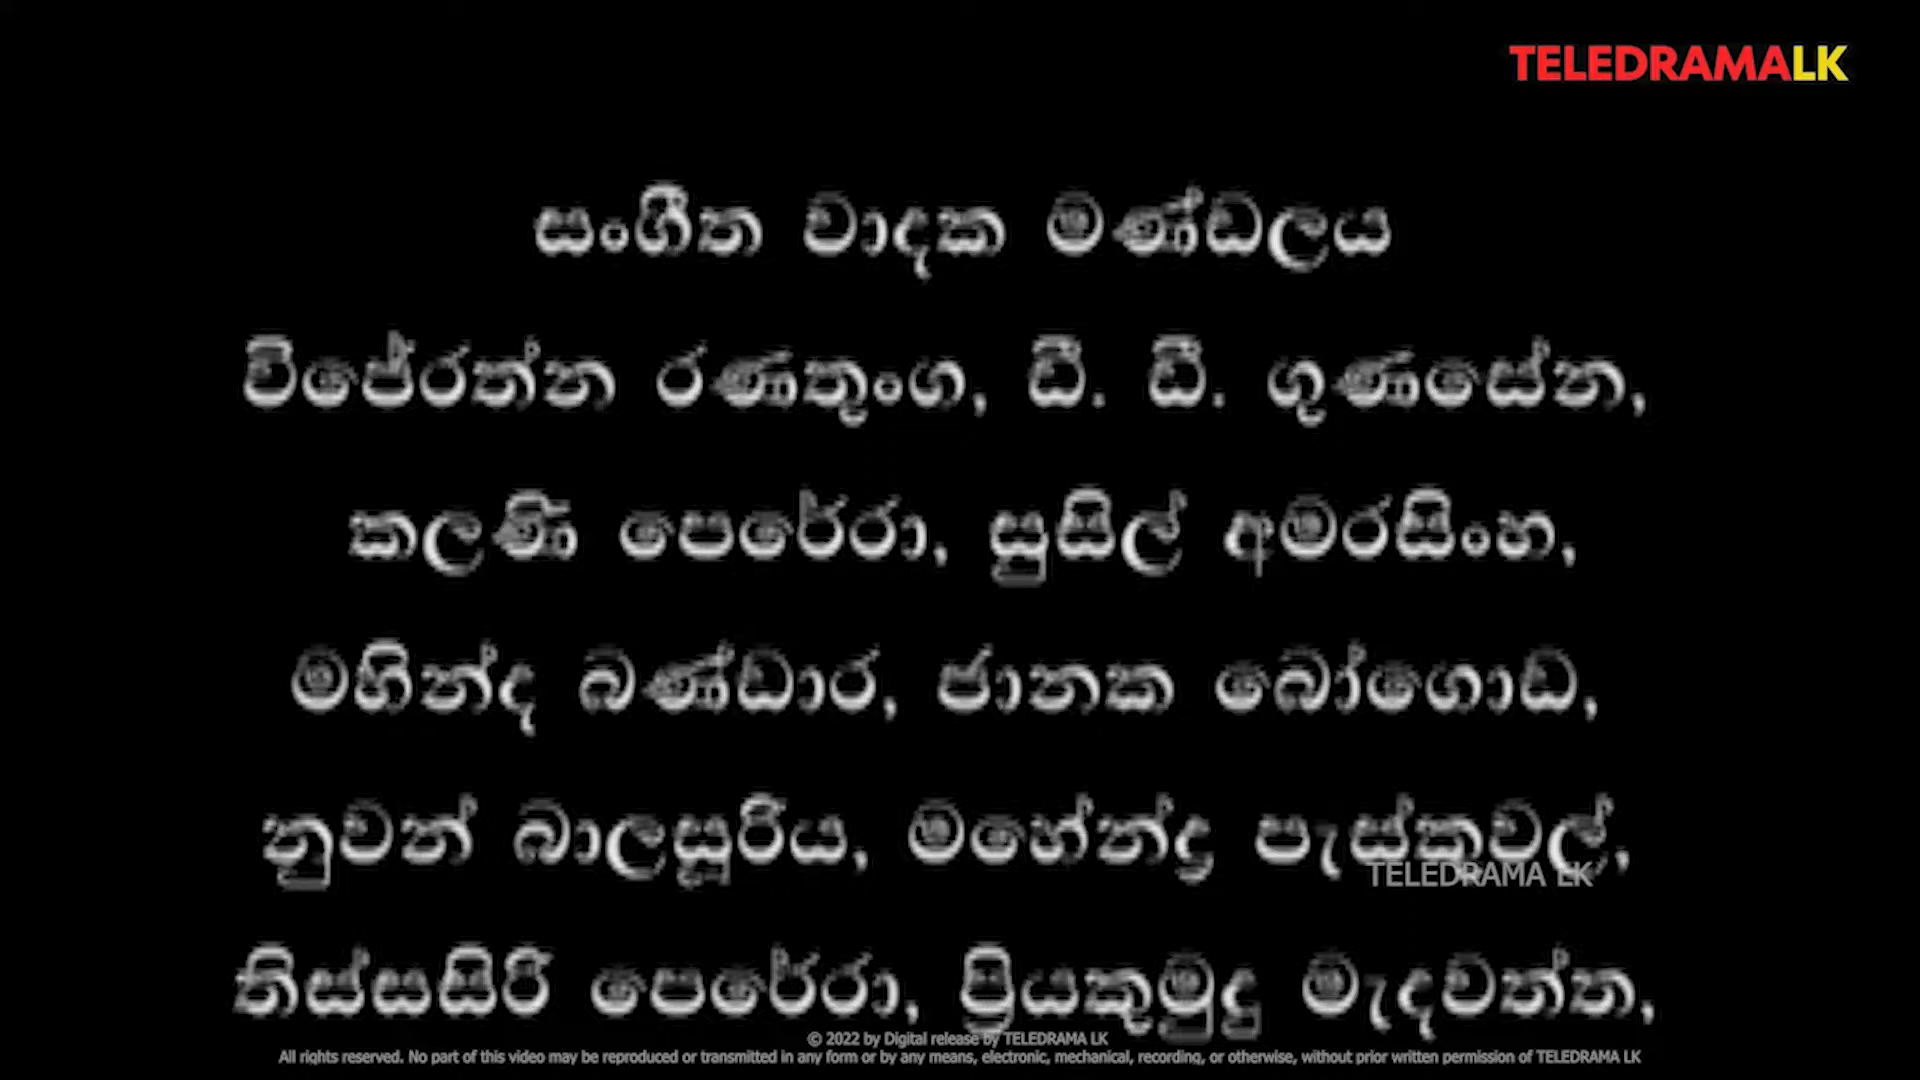 TELEDRAMALK
සංගීත වාදක මණ්ඩලය
විජේරත්න රණතුංග, ඩී. ඩී. ගුණසේන,
කලණි පෙරේරා, සුසිල් අමරසිංහ,
මහින්ද බණ්ඩාර, ජානක බෝගොඩ,
නුවන් බාලසූරිය, මහේන්ද්‍ර පැස්කුවල්,
TELEDRAMA LK
තිස්සසිරි පෙරේරා, ප්‍රියකුමුදු මැදවත්ත,
© 2022 by Digital release by TELEDRAMA LK
All rights reserved. No part of this video may be reproduced or transmitted in any form or by any means, electronic, mechanical, recording, or otherwise, without prior written permission of TELEDRAMA LK